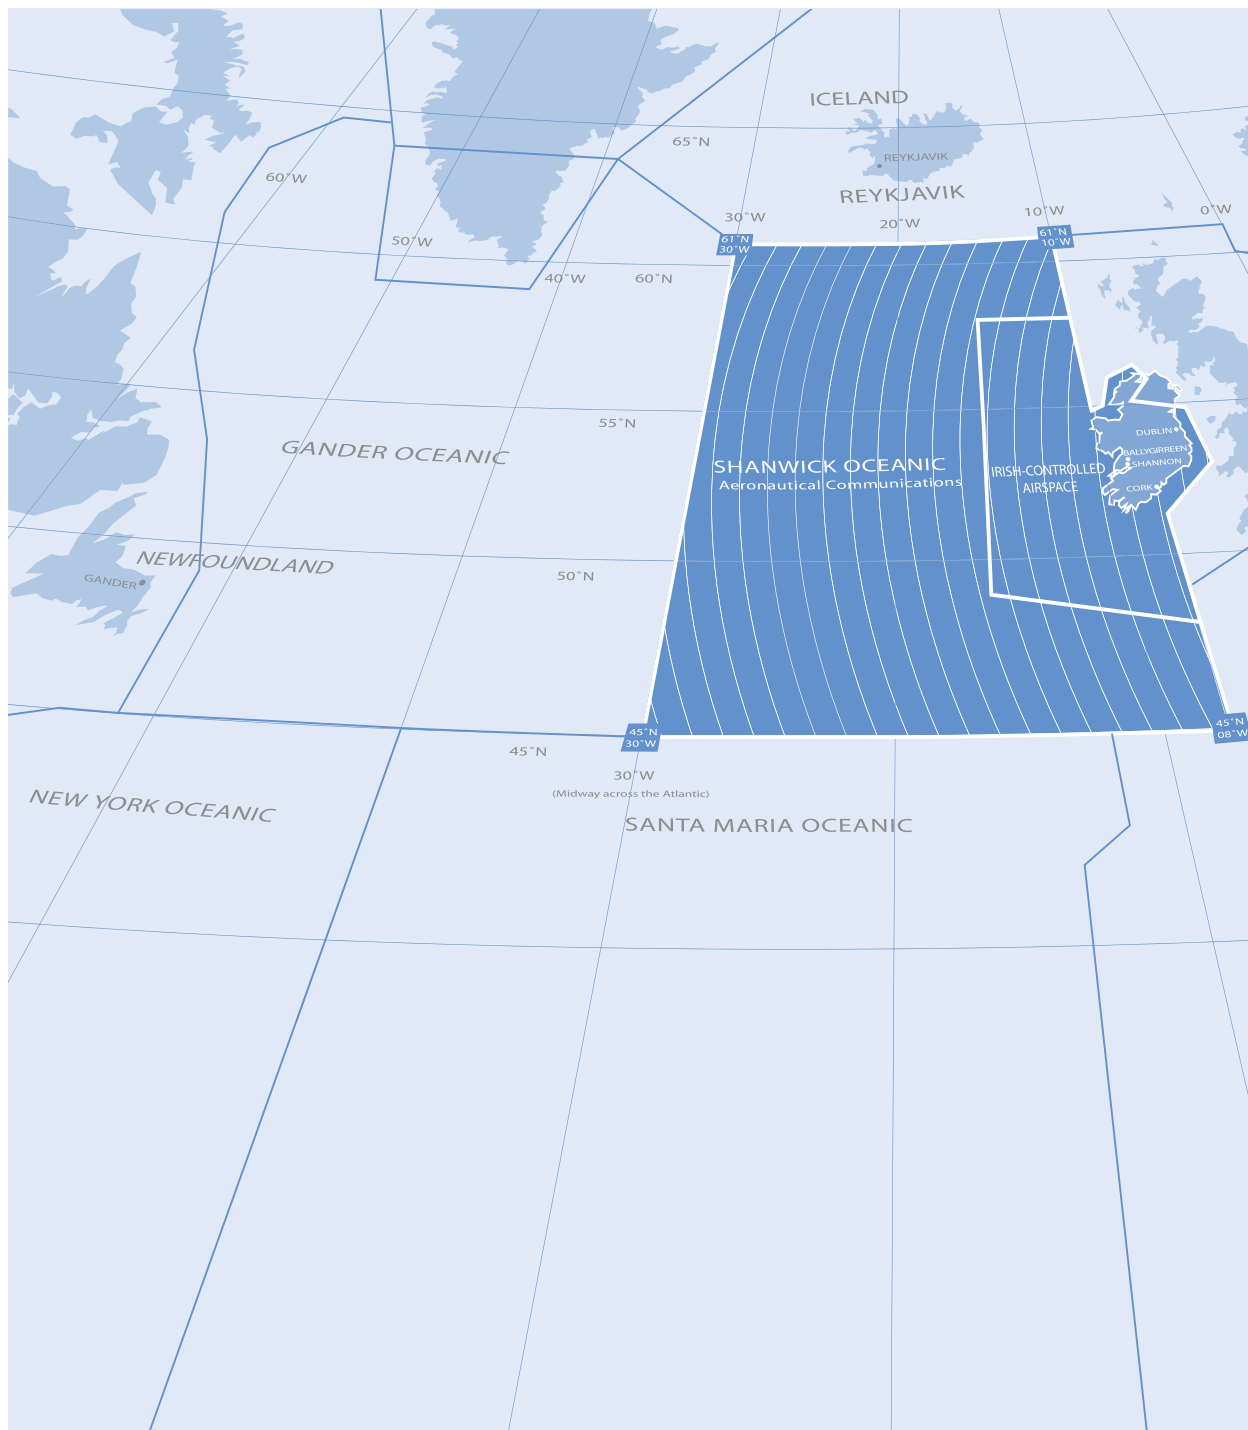 ICELAND
65°N
REYKJAVIK
60°W
REYKJAVIK
30°W
20°W
10°W
0°W
50°W
61°N
30°W
61°N
10°W
40°W
60°N
55°N
DUBLIN
GANDER OCEANIC
BALLYGIRREEN
SHANNON
SHANWICK OCEANIC
Aeronautical Communications
IRISH-CONTROLLED
AIRSPACE
CORK
NEWFOUNDLAND
GANDER
50°N
45°N
30°W
45°N
08°W
45°N
30°W
(Midway across the Atlantic)
NEW YORK OCEANIC
SANTA MARIA OCEANIC